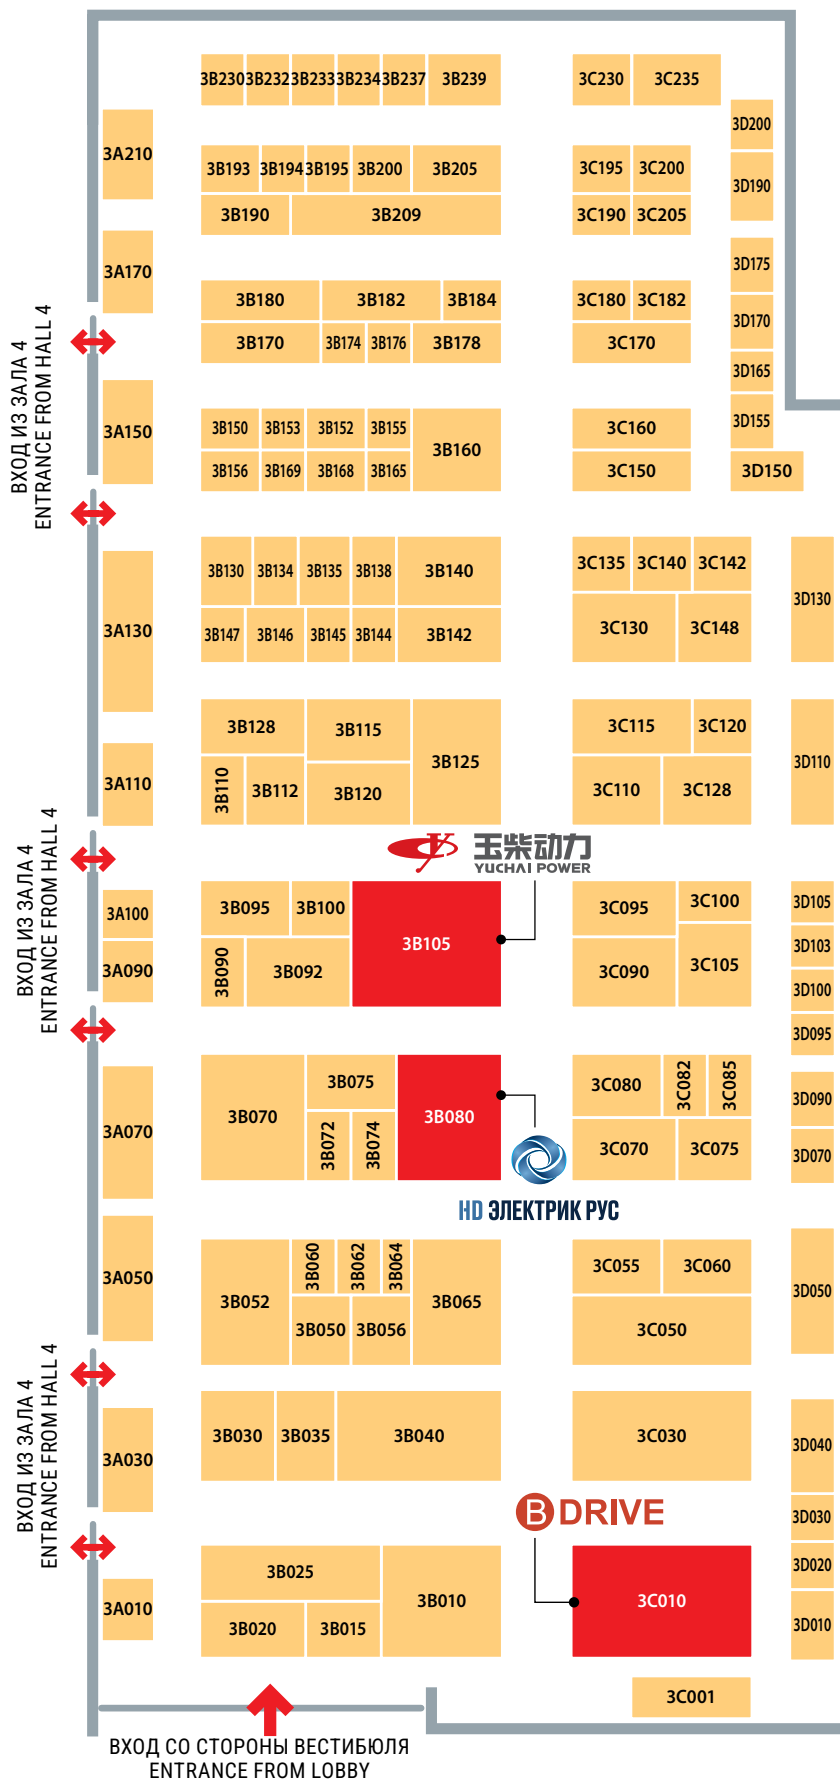 3B230
3B232
3B233
3B234
3B237
3B239
3C230
3C235
3D200
3A210
3B193
3B194
3B195
3B200
3B205
3C195
3C200
3D190
3B190
3B209
3C190
3C205
3A170
3D175
3B180
3B182
3B184
3C180
3C182
3D170
3B170
3B174
3B176
3B178
3C170
3D165
ВХОД ИЗ ЗАЛА 4
ENTRANCE FROM HALL 4
3A150
3B150
3B153
3B152
3B155
3B160
3C160
3D155
3B156
3B169
3B168
3B165
3C150
3D150
3A130
3B130
3B134
3B135
3B138
3B140
3C135
3C140
3C142
3D130
3B147
3B146
3B145
3B144
3B142
3C130
3C148
3A110
3B128
3B115
3B125
3C115
3C120
3D110
3B110
3B112
3B120
3C110
3C128
玉柴动力
YUCHAI POWER
ВХОД ИЗ ЗАЛА 4
ENTRANCE FROM HALL 4
3A100
3B095
3B100
3B105
3C095
3C100
3D105
3D103
3A090
3B090
3B092
3C090
3C105
3D100
3D095
3A070
3B070
3B075
3B080
3C080
3C082
3C085
3D090
3B072
3B074
3C070
3C075
3D070
HD ЭЛЕКТРИК РУС
3A050
3B052
3B060
3B062
3B064
3B065
3C055
3C060
3D050
3B050
3B056
3C050
ВХОД ИЗ ЗАЛА 4
ENTRANCE FROM HALL 4
3A030
3B030
3B035
3B040
3C030
3D040
B DRIVE
3D030
3A010
3B025
3B010
3C010
3D020
3B020
3B015
3D010
3C001
ВХОД СО СТОРОНЫ ВЕСТИБЮЛЯ
ENTRANCE FROM LOBBY